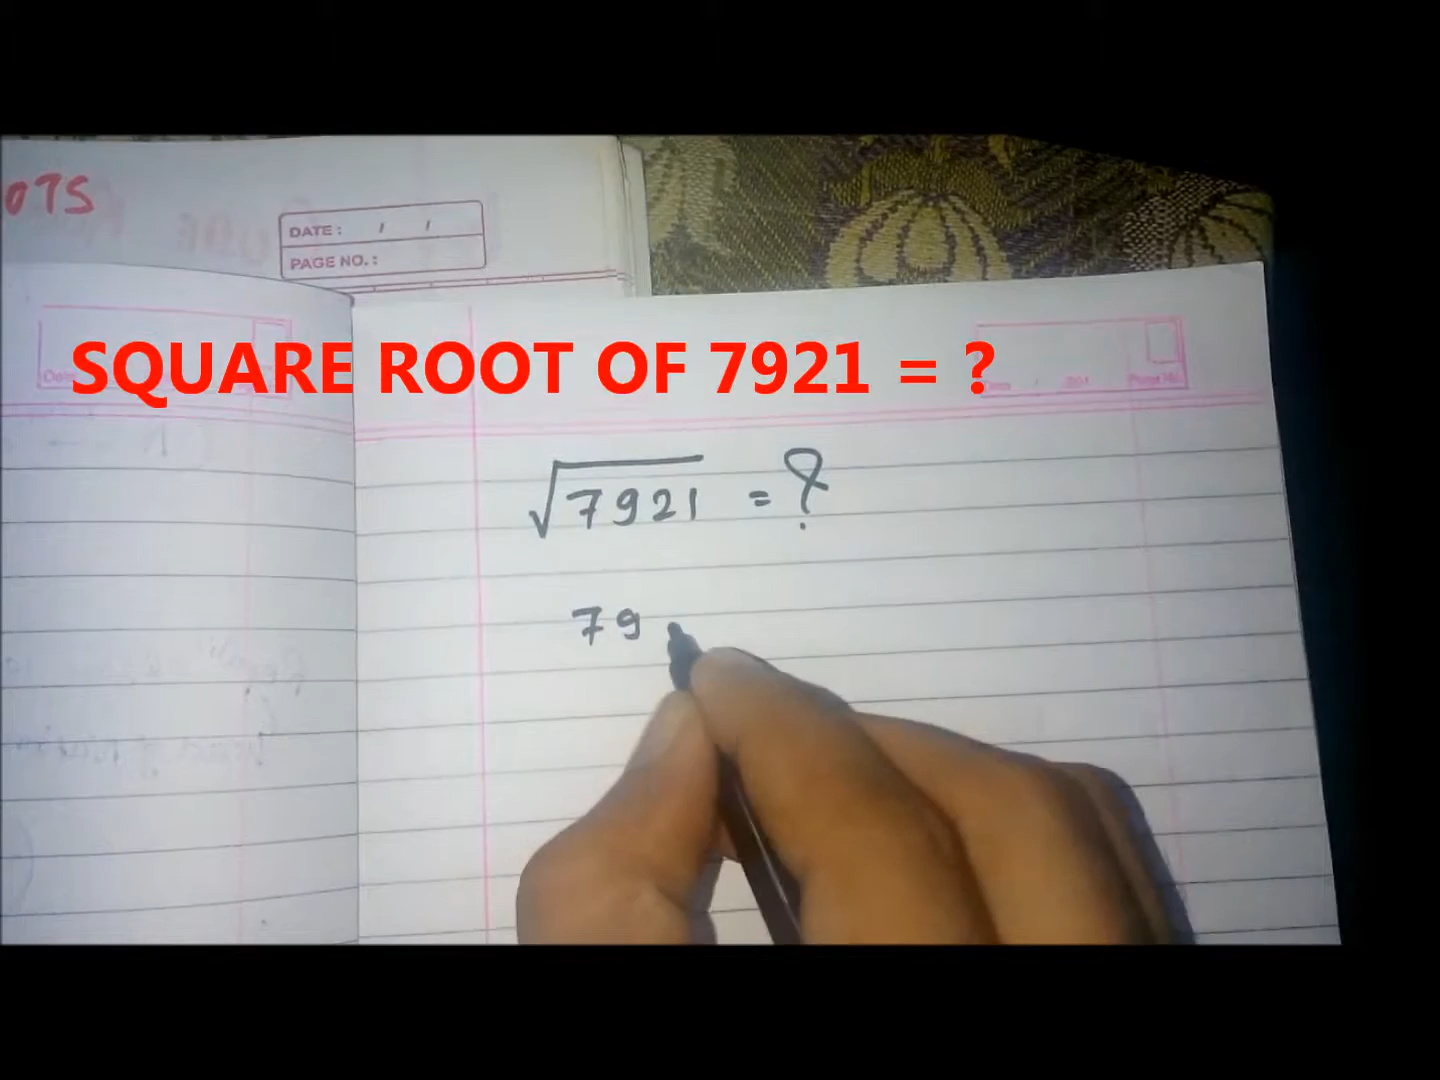 OTS
DATE : / /
PAGE NO. :
SQUARE ROOT OF 7921 = ?
√7921 = ?
79